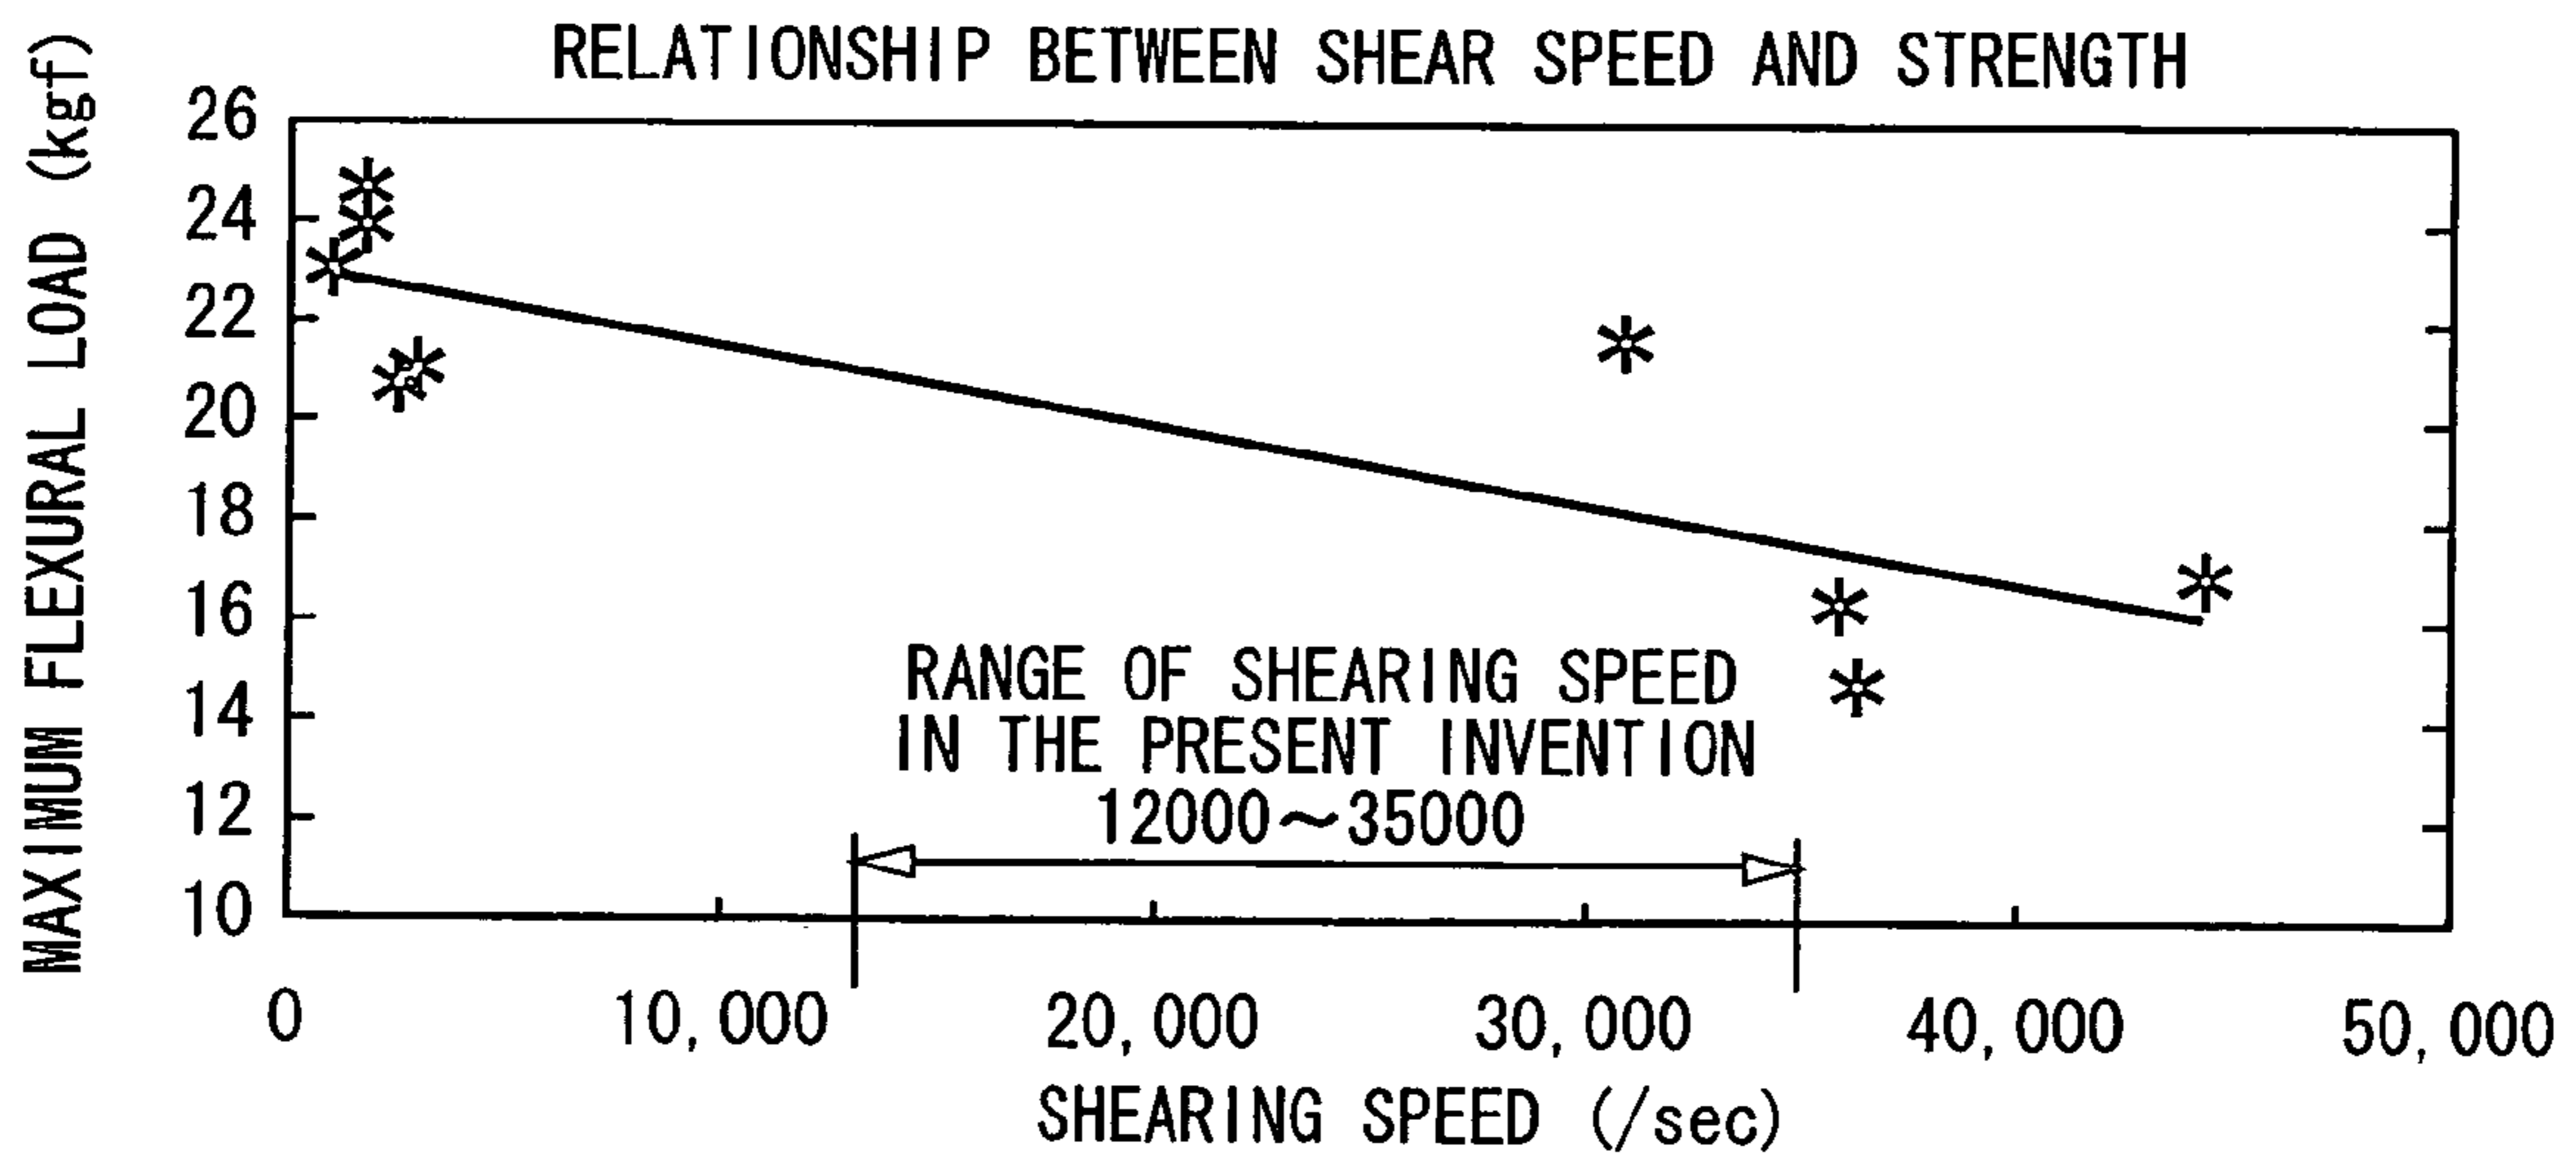 RELATIONSHIP BETWEEN SHEAR SPEED AND STRENGTH
MAXIMUM FLEXURAL LOAD (kgf)
26
24
22
20
18
16
14
12
10
RANGE OF SHEARING SPEED
IN THE PRESENT INVENTION
12000~35000
0 10,000 20,000 30,000 40,000 50,000
SHEARING SPEED (/sec)